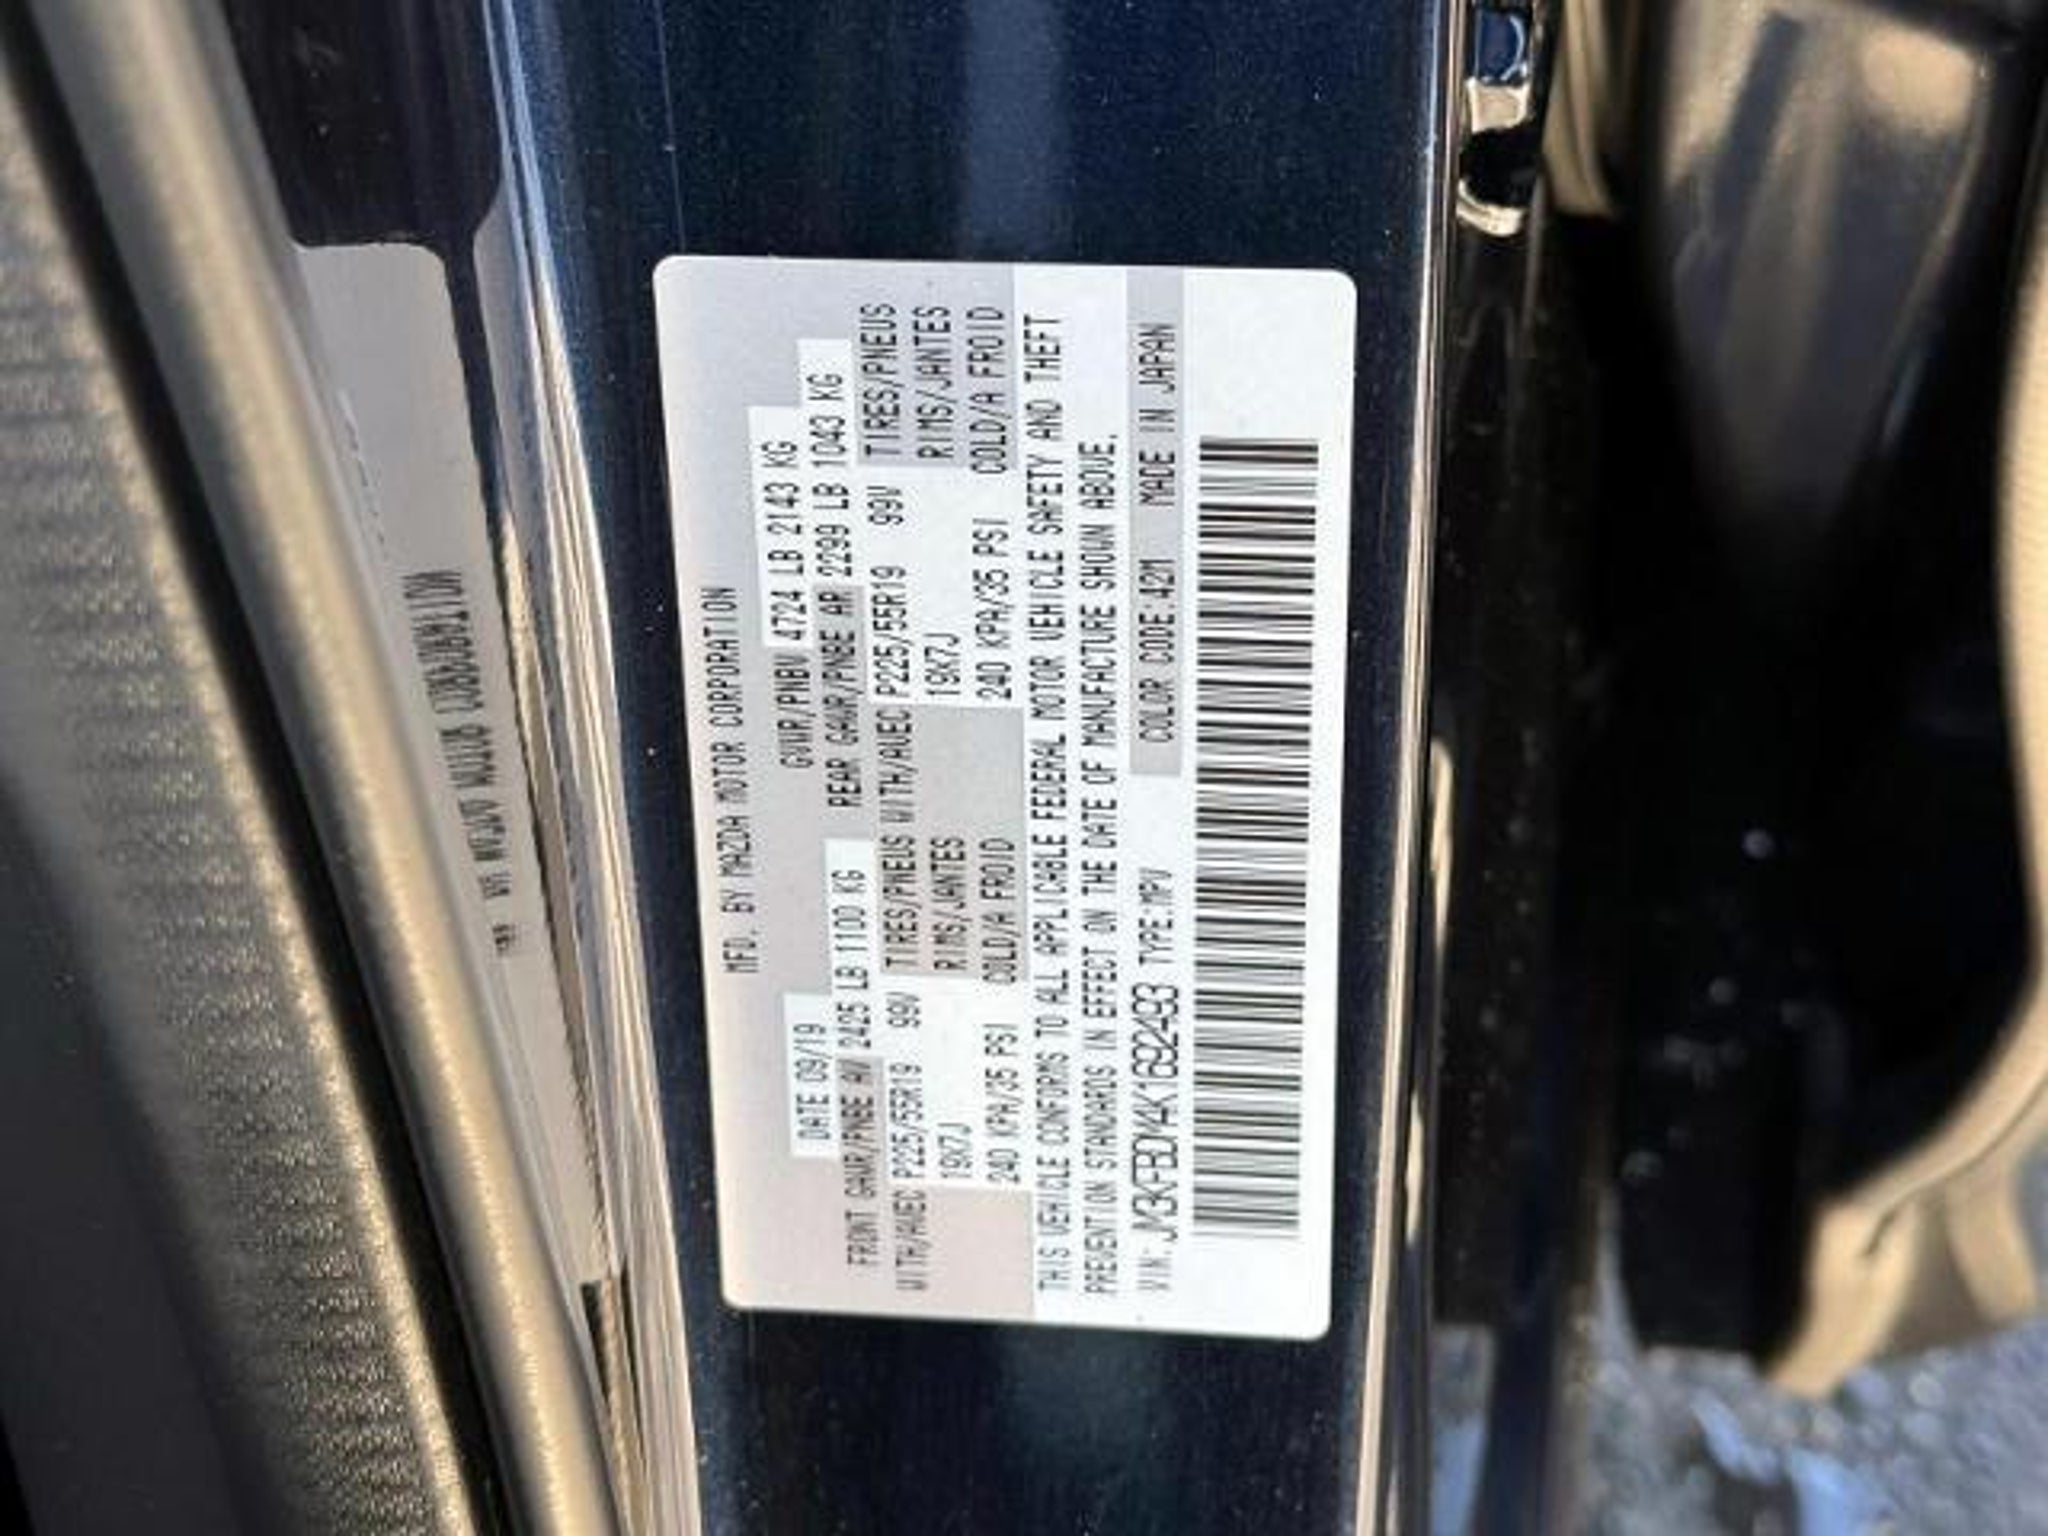 MFD. BY MAZDA MOTOR CORPORATION
DATE 09/19 GVWR/PNBV 4724 LB 2143 KG
FRONT GAWR/PNBE AV 2425 LB 1100 KG REAR GAWR/PNBE AR 2299 LB 1043 KG
WITH/AVEC P225/55R19 99V TIRES/PNEUS WITH/AVEC P225/55R19 99V TIRES/PNEUS
19X7J RIMS/JANTES 19X7J RIMS/JANTES
240 KPA/35 PSI COLD/A FROID 240 KPA/35 PSI COLD/A FROID
THIS VEHICLE CONFORMS TO ALL APPLICABLE FEDERAL MOTOR VEHICLE SAFETY AND THEFT
PREVENTION STANDARDS IN EFFECT ON THE DATE OF MANUFACTURE SHOWN ABOVE.
VIN: JM3KFBDY4K1692493 TYPE:MPV COLOR CODE:42M MADE IN JAPAN